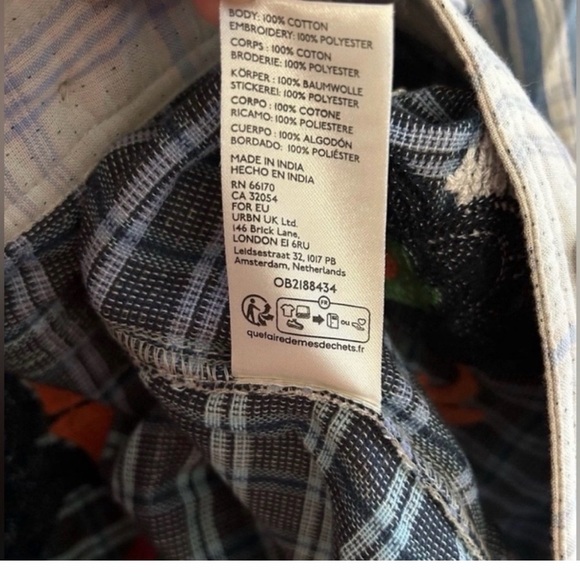 BODY: 100% COTTON
EMBROIDERY: 100% POLYESTER
CORPS : 100% COTON
BRODERIE: 100% POLYESTER
KÖRPER : 100% BAUMWOLLE
STICKEREI: 100% POLYESTER
CORPO : 100% COTONE
RICAMO: 100% POLIESTERE
CUERPO : 100% ALGODÓN
BORDADO: 100% POLIÉSTER
MADE IN INDIA
HECHO EN INDIA
RN 66170
CA 32054
FOR EU
URBN UK Ltd.
146 Brick Lane,
LONDON E1 6RU
Leidsestraat 32, 1017 PB
Amsterdam, Netherlands
OB2188434
FR
OU
quefairedemesdechets.fr